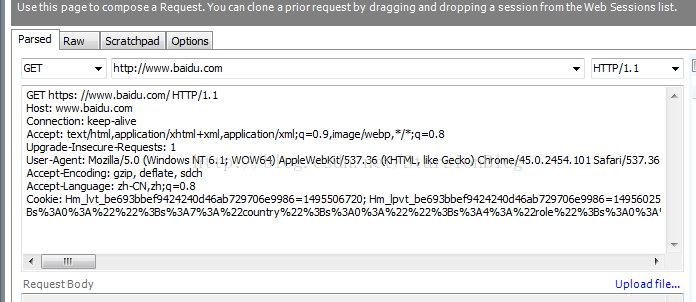 Use this page to compose a Request. You can clone a prior request by dragging and dropping a session from the Web Sessions list.
Parsed Raw Scratchpad Options
GET http://www.baidu.com HTTP/1.1
GET https: //www.baidu.com/ HTTP/1.1
Host: www.baidu.com
Connection: keep-alive
Accept: text/html,application/xhtml+xml,application/xml;q=0.9,image/webp,*/*;q=0.8
Upgrade-Insecure-Requests: 1
User-Agent: Mozilla/5.0 (Windows NT 6.1; WOW64) AppleWebKit/537.36 (KHTML, like Gecko) Chrome/45.0.2454.101 Safari/537.36
Accept-Encoding: gzip, deflate, sdch
Accept-Language: zh-CN,zh;q=0.8
Cookie: Hm_lvt_be693bbef9424240d46ab729706e9986=1495506720; Hm_lpvt_be693bbef9424240d46ab729706e9986=14956025
Bs%3A0%3A%22%22%3Bs%3A7%3A%22country%22%3Bs%3A4%3A%22role%22%3Bs%3A0%3A%
Request Body Upload file...